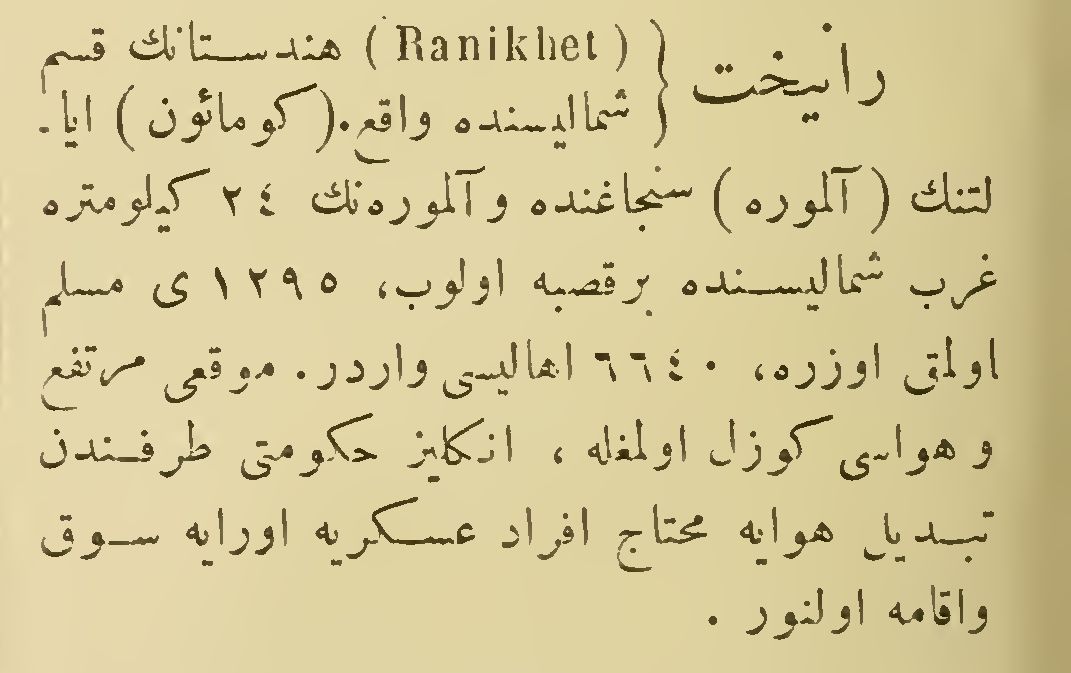 رانیخت { (Ranikhet) هندستانك قسم
شمالیسنده واقع.(كومائون) ایا-
لتنك (آلموره) سنجاغنده وآلموره‌نك ٢٤ كیلومتره
غرب شمالیسنده برقصبه اولوب، ١٢٩٥ ی مسلم
اولمق اوزره، ٦٦٤٠ اهالیسی واردر. موقعی مرتفع
و هواسی كوزل اولمغله ، انكلیز حكومتی طرفندن
تبدیل هوایه محتاج افراد عسكریه اورایه سوق
واقامه اولنور .